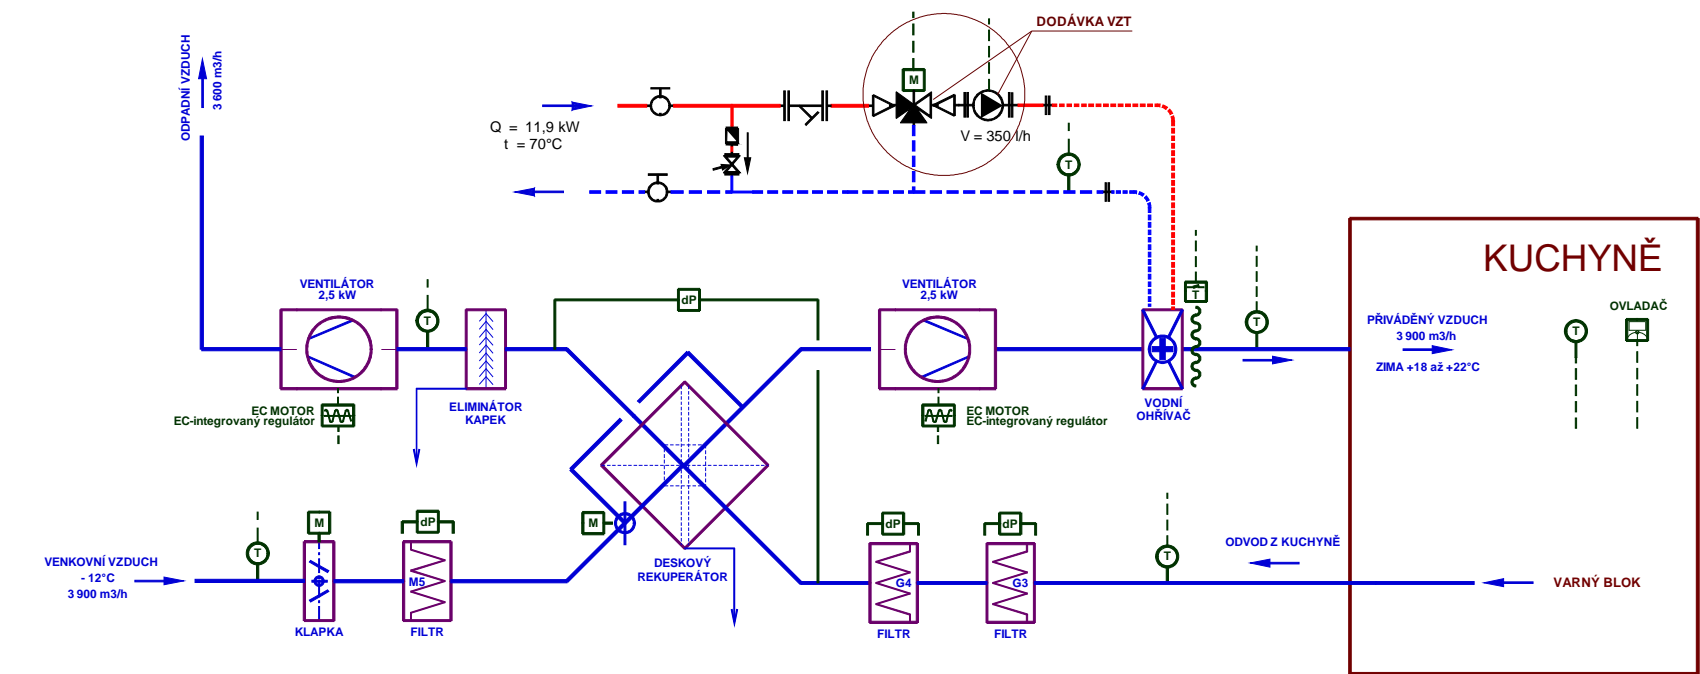 DODÁVKA VZT
ODPADNÍ VZDUCH
3 600 m3/h
M
Q = 11,9 kW
t = 70°C
V = 350 l/h
T
KUCHYNĚ
VENTILÁTOR
2,5 kW
T
dP
VENTILÁTOR
2,5 kW
T
T
PŘIVÁDĚNÝ VZDUCH
3 900 m3/h
ZIMA +18 až +22°C
T
OVLADAČ
EC MOTOR
EC-integrovaný regulátor
ELIMINÁTOR
KAPEK
EC MOTOR
EC-integrovaný regulátor
VODNÍ
OHŘÍVAČ
VENKOVNÍ VZDUCH
- 12°C
3 900 m3/h
T
M
KLAPKA
dP
M5
FILTR
M
DESKOVÝ
REKUPERÁTOR
dP
G4
FILTR
dP
G3
FILTR
T
ODVOD Z KUCHYNĚ
VARNÝ BLOK